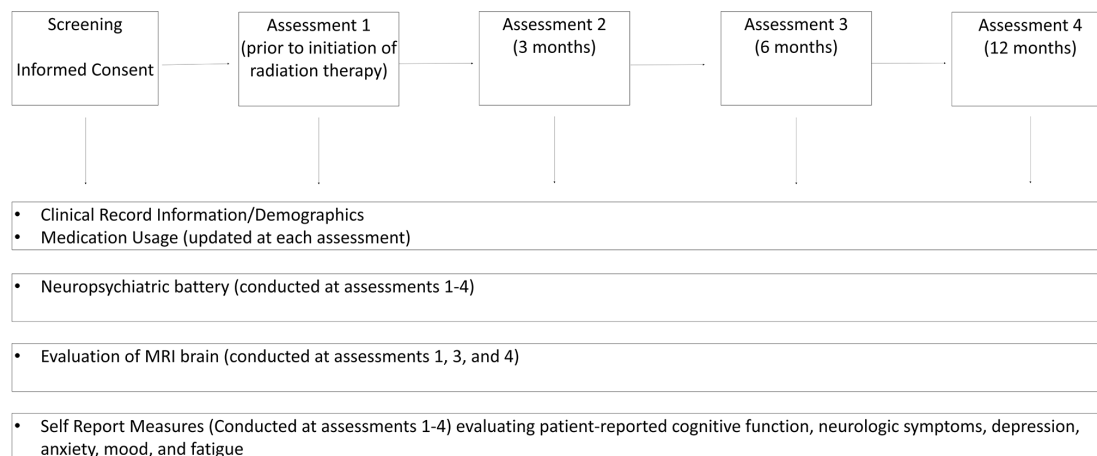 Screening
Informed Consent
Assessment 1
(prior to initiation of
radiation therapy)
Assessment 2
(3 months)
Assessment 3
(6 months)
Assessment 4
(12 months)
• Clinical Record Information/Demographics
• Medication Usage (updated at each assessment)
• Neuropsychiatric battery (conducted at assessments 1-4)
• Evaluation of MRI brain (conducted at assessments 1, 3, and 4)
• Self Report Measures (Conducted at assessments 1-4) evaluating patient-reported cognitive function, neurologic symptoms, depression,
anxiety, mood, and fatigue